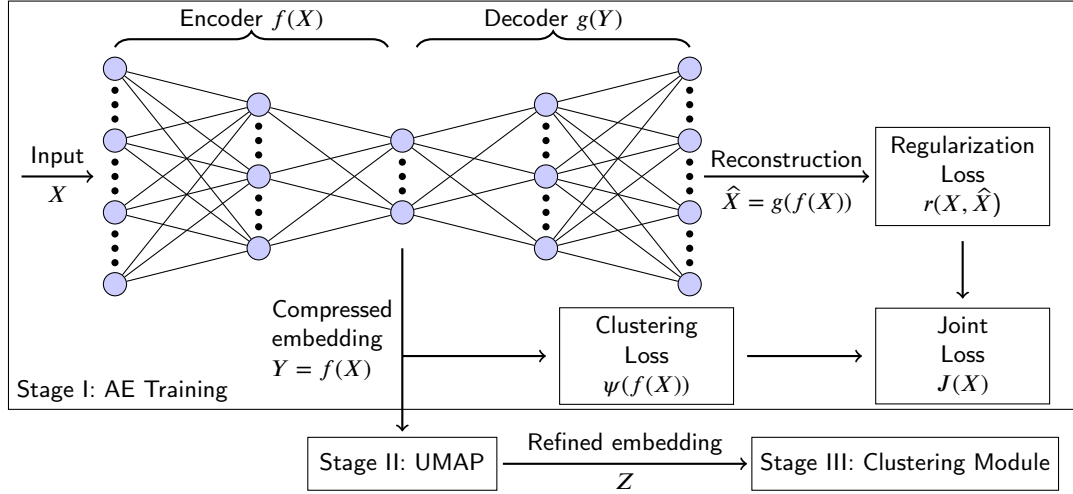 Encoder f(X)
Decoder g(Y)
Input
X
Reconstruction
X̂ = g(f(X))
Regularization
Loss
r(X, X̂)
Compressed
embedding
Y = f(X)
Clustering
Loss
ψ(f(X))
Joint
Loss
J(X)
Stage I: AE Training
Stage II: UMAP
Refined embedding
Z
Stage III: Clustering Module